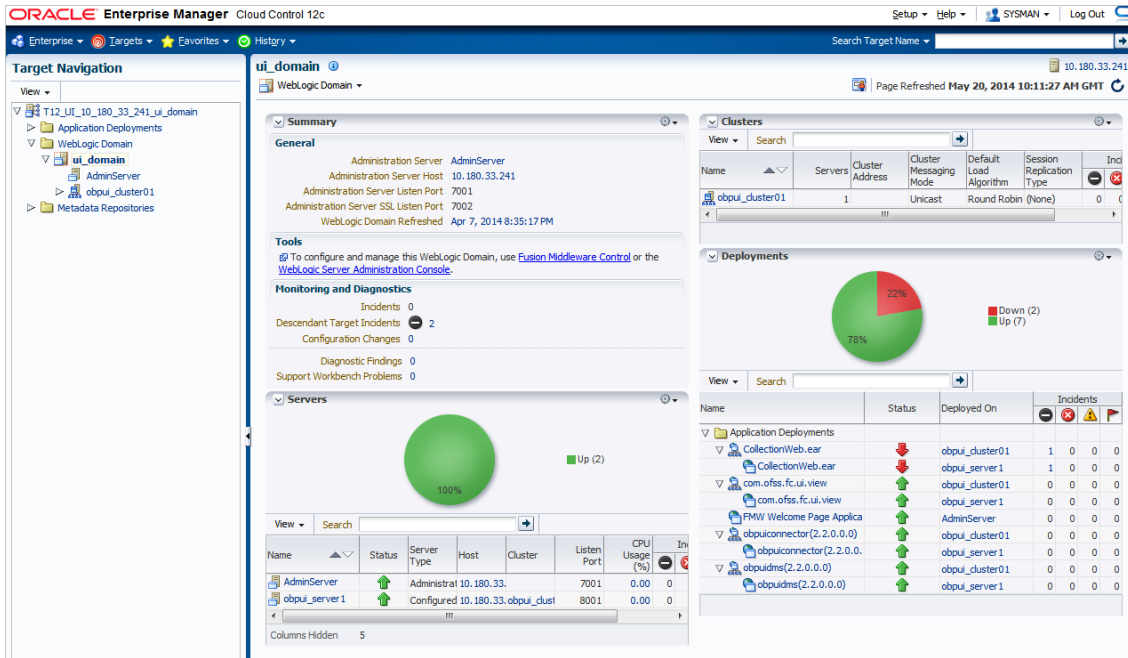 ORACLE Enterprise Manager Cloud Control 12c
Setup Help SYSMAN Log Out
Enterprise Targets Favorites History Search Target Name
Target Navigation
View
T12_UI_10_180_33_241_ui_domain
Application Deployments
WebLogic Domain
ui_domain
AdminServer
obpui_cluster01
Metadata Repositories
ui_domain
10.180.33.241
WebLogic Domain
Page Refreshed May 20, 2014 10:11:27 AM GMT
Summary
General
Administration Server AdminServer
Administration Server Host 10.180.33.241
Administration Server Listen Port 7001
Administration Server SSL Listen Port 7002
WebLogic Domain Refreshed Apr 7, 2014 8:35:17 PM
Tools
To configure and manage this WebLogic Domain, use Fusion Middleware Control or the
WebLogic Server Administration Console.
Monitoring and Diagnostics
Incidents 0
Descendant Target Incidents 2
Configuration Changes 0
Diagnostic Findings 0
Support Workbench Problems 0
Servers
Up (2)
100%
View Search
Name Status Server Type Host Cluster Listen Port CPU Usage (%) In
AdminServer Administrat 10.180.33. 7001 0.00 0
obpui_server1 Configured 10.180.33. obpui_clust 8001 0.00 0
Columns Hidden 5
Clusters
View Search
Name Servers Cluster Address Cluster Messaging Mode Default Load Algorithm Session Replication Type Inci
obpui_cluster01 1 Unicast Round Robin (None) 0
Deployments
22%
78%
Down (2)
Up (7)
View Search
Name Status Deployed On Incidents
Application Deployments
CollectionWeb.ear obpui_cluster01 1 0 0 0
CollectionWeb.ear obpui_server1 1 0 0 0
com.ofss.fc.ui.view obpui_cluster01 0 0 0 0
com.ofss.fc.ui.view obpui_server1 0 0 0 0
FMW Welcome Page Applica AdminServer 0 0 0 0
obpuiconnector(2.2.0.0.0) obpui_cluster01 0 0 0 0
obpuiconnector(2.2.0.0. obpui_server1 0 0 0 0
obpuidms(2.2.0.0.0) obpui_cluster01 0 0 0 0
obpuidms(2.2.0.0.0) obpui_server1 0 0 0 0